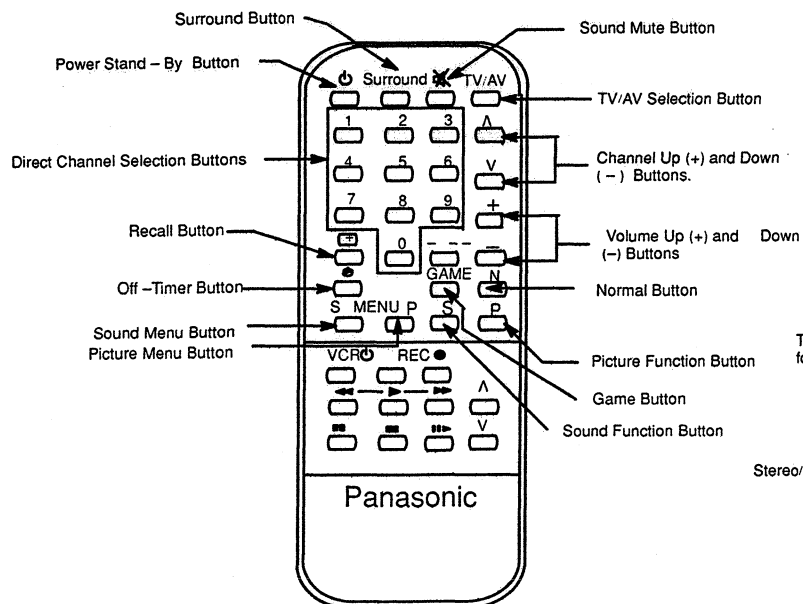 Surround Button
Sound Mute Button
Power Stand – By Button
Surround
TV/AV
TV/AV Selection Button
1 2 3 Λ
Direct Channel Selection Buttons
4 5 6 V
Channel Up (+) and Down
( – ) Buttons.
7 8 9 +
Recall Button
+
0 - -- –
Volume Up (+) and Down
(–) Buttons
Off –Timer Button
GAME N
Normal Button
S MENU P S P
Sound Menu Button
Picture Menu Button
Picture Function Button
T
fo
VCR REC
Game Button
Λ
V
Sound Function Button
Stereo/
Panasonic